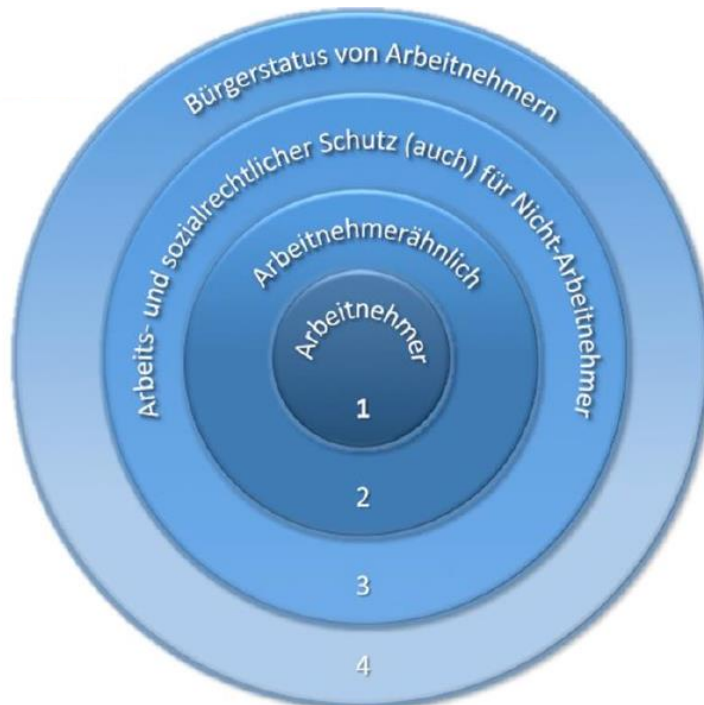 Bürgerstatus von Arbeitnehmern
Arbeits- und sozialrechtlicher Schutz (auch) für Nicht-Arbeitnehmer
Arbeitnehmerähnlich
Arbeitnehmer
1
2
3
4